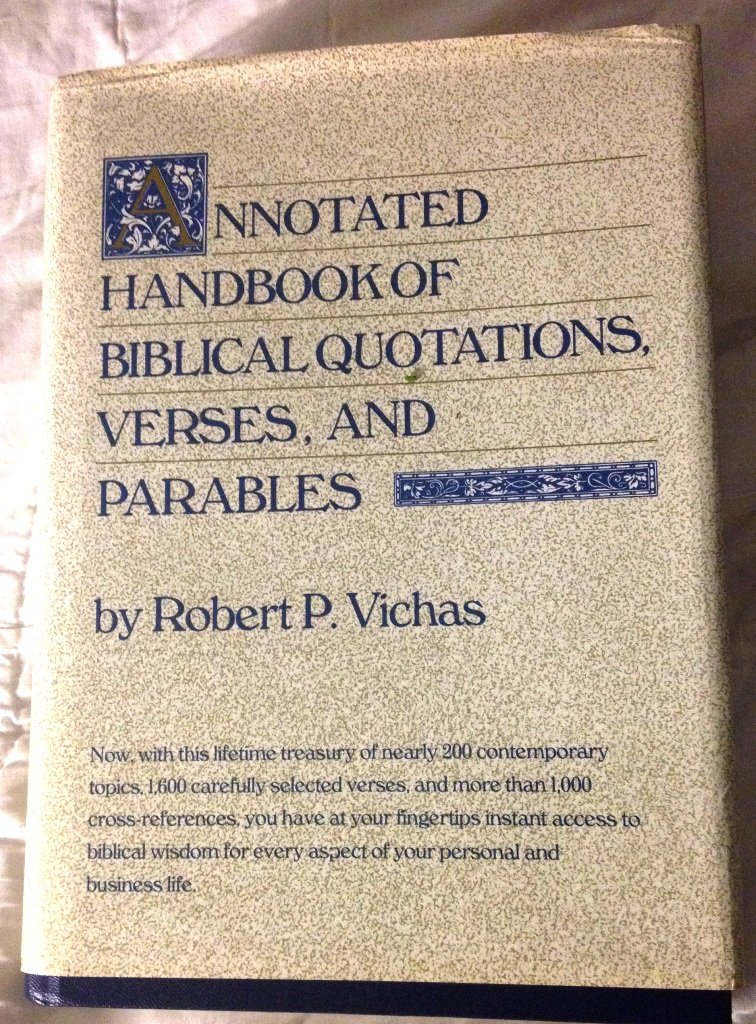 ANNOTATED
HANDBOOK OF
BIBLICAL QUOTATIONS,
VERSES, AND
PARABLES
by Robert P. Vichas
Now, with this lifetime treasury of nearly 200 contemporary
topics, 1,600 carefully selected verses, and more than 1,000
cross-references, you have at your fingertips instant access to
biblical wisdom for every aspect of your personal and
business life.